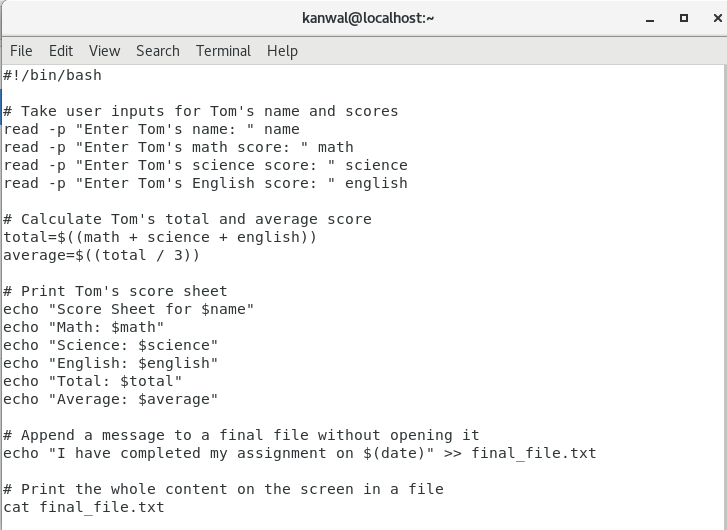 kanwal@localhost:~
File Edit View Search Terminal Help
#!/bin/bash
# Take user inputs for Tom's name and scores
read -p "Enter Tom's name: " name
read -p "Enter Tom's math score: " math
read -p "Enter Tom's science score: " science
read -p "Enter Tom's English score: " english
# Calculate Tom's total and average score
total=$((math + science + english))
average=$((total / 3))
# Print Tom's score sheet
echo "Score Sheet for $name"
echo "Math: $math"
echo "Science: $science"
echo "English: $english"
echo "Total: $total"
echo "Average: $average"
# Append a message to a final file without opening it
echo "I have completed my assignment on $(date)" >> final_file.txt
# Print the whole content on the screen in a file
cat final_file.txt